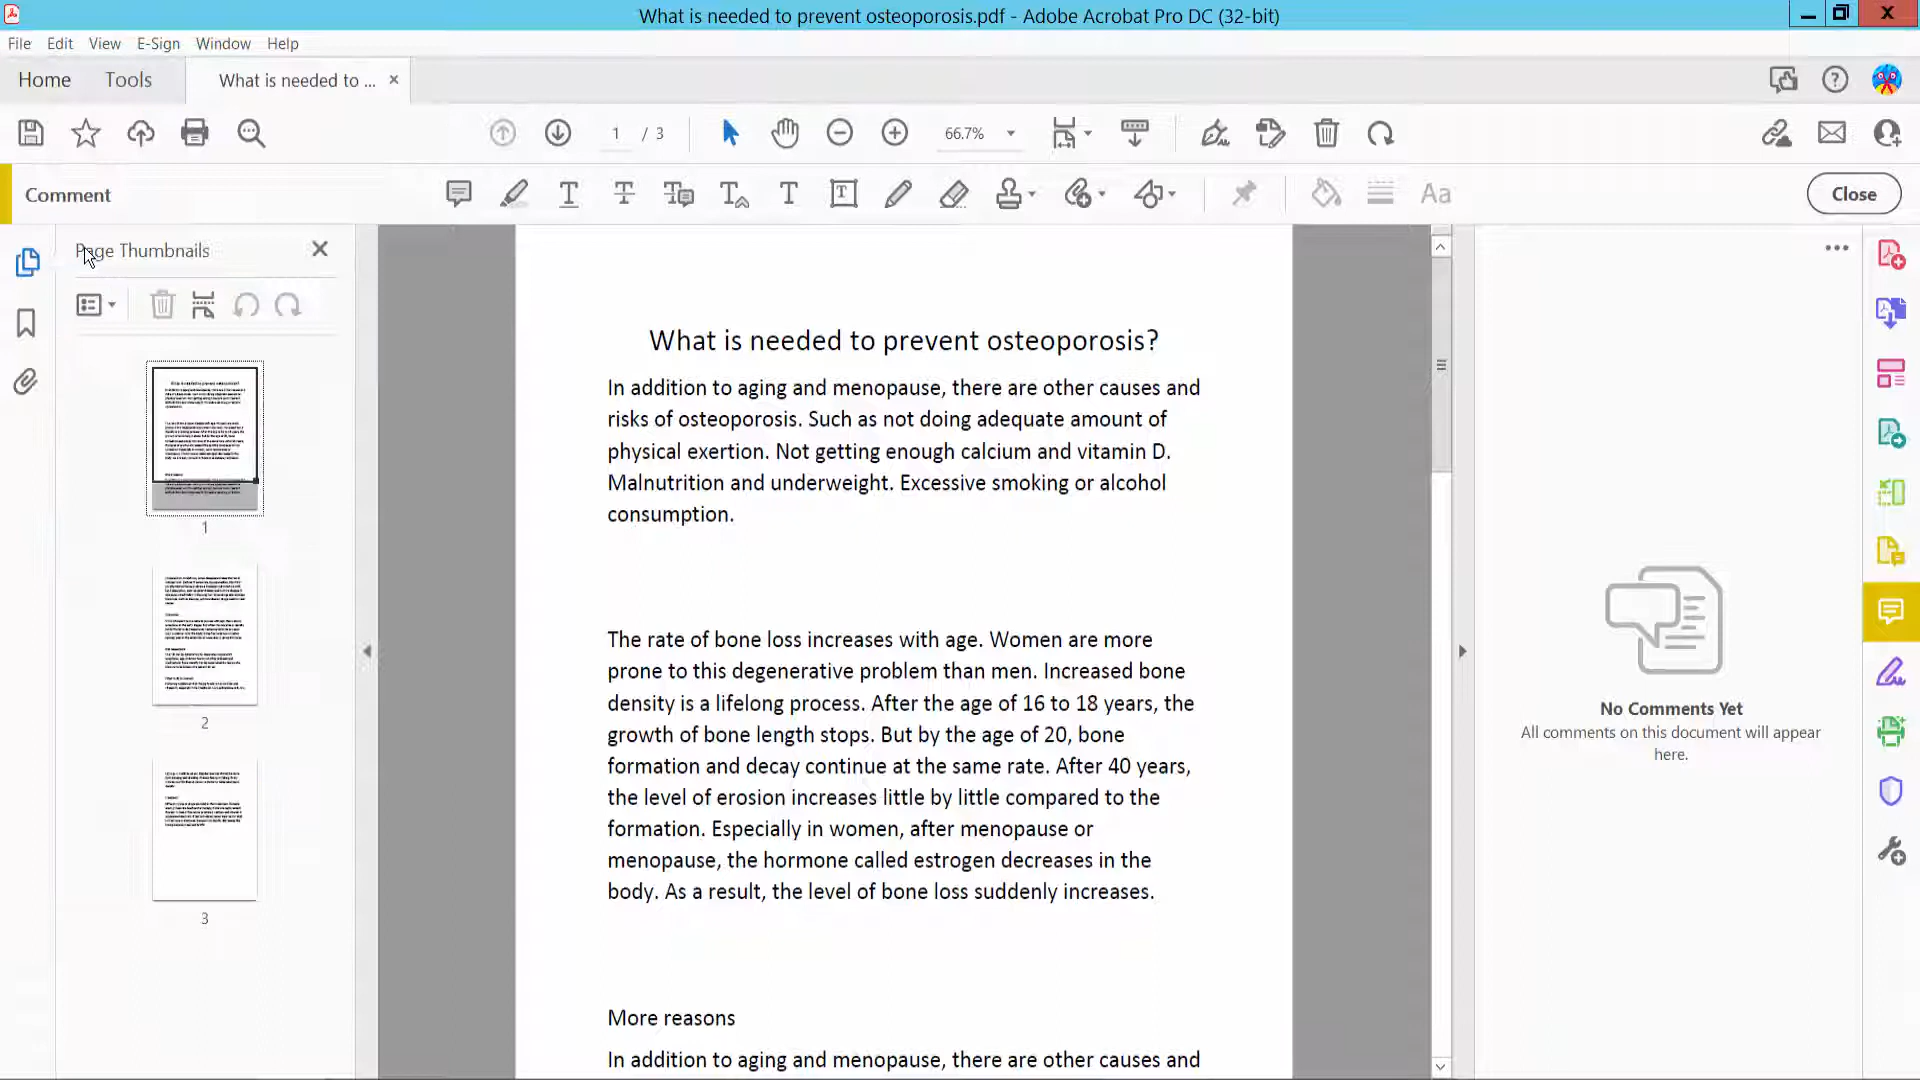 What is needed to prevent osteoporosis.pdf - Adobe Acrobat Pro DC (32-bit)
File Edit View E-Sign Window Help
Home Tools What is needed to ...
1 / 3 66.7%
Comment
Close
Page Thumbnails
1
2
3
What is needed to prevent osteoporosis?
In addition to aging and menopause, there are other causes and
risks of osteoporosis. Such as not doing adequate amount of
physical exertion. Not getting enough calcium and vitamin D.
Malnutrition and underweight. Excessive smoking or alcohol
consumption.
The rate of bone loss increases with age. Women are more
prone to this degenerative problem than men. Increased bone
density is a lifelong process. After the age of 16 to 18 years, the
growth of bone length stops. But by the age of 20, bone
formation and decay continue at the same rate. After 40 years,
the level of erosion increases little by little compared to the
formation. Especially in women, after menopause or
menopause, the hormone called estrogen decreases in the
body. As a result, the level of bone loss suddenly increases.
More reasons
In addition to aging and menopause, there are other causes and
No Comments Yet
All comments on this document will appear
here.